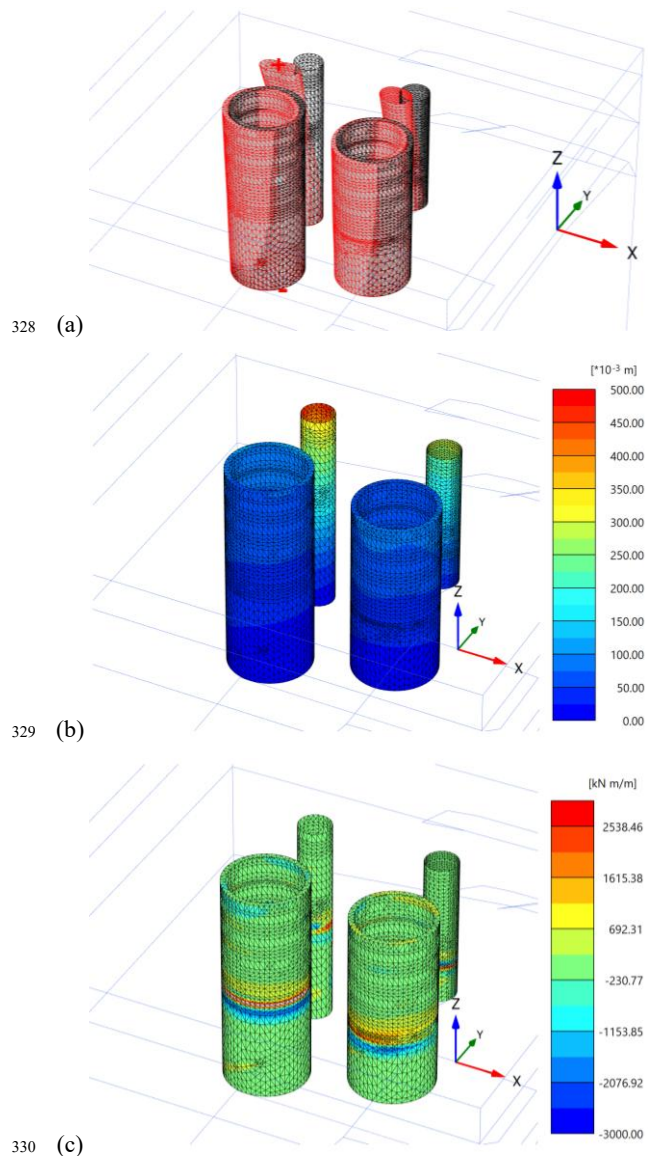 Z
Y
X
328 (a)
[*10⁻³ m]
500.00
450.00
400.00
350.00
300.00
250.00
200.00
150.00
100.00
50.00
0.00
Z
Y
X
329 (b)
[kN m/m]
2538.46
1615.38
692.31
-230.77
-1153.85
-2076.92
-3000.00
Z
Y
X
330 (c)